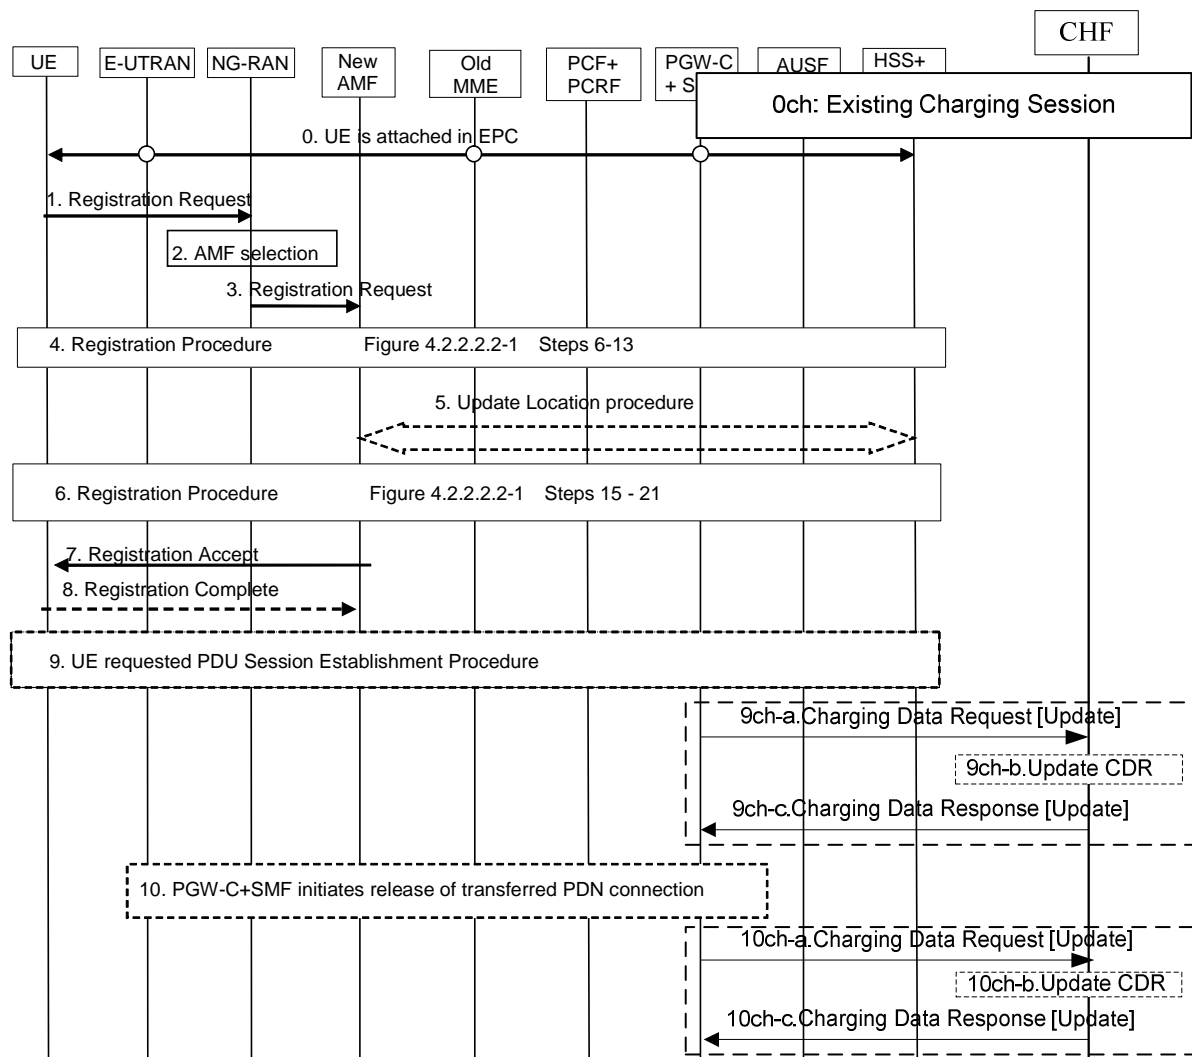 CHF
UE
E-UTRAN
NG-RAN
New
AMF
Old
MME
PCF+
PCRF
PGW-C
+ S
AUSF
HSS+
0ch: Existing Charging Session
0. UE is attached in EPC
1. Registration Request
2. AMF selection
3. Registration Request
4. Registration Procedure Figure 4.2.2.2.2-1 Steps 6-13
5. Update Location procedure
6. Registration Procedure Figure 4.2.2.2.2-1 Steps 15 - 21
7. Registration Accept
8. Registration Complete
9. UE requested PDU Session Establishment Procedure
9ch-a.Charging Data Request [Update]
9ch-b.Update CDR
9ch-c.Charging Data Response [Update]
10. PGW-C+SMF initiates release of transferred PDN connection
10ch-a.Charging Data Request [Update]
10ch-b.Update CDR
10ch-c.Charging Data Response [Update]